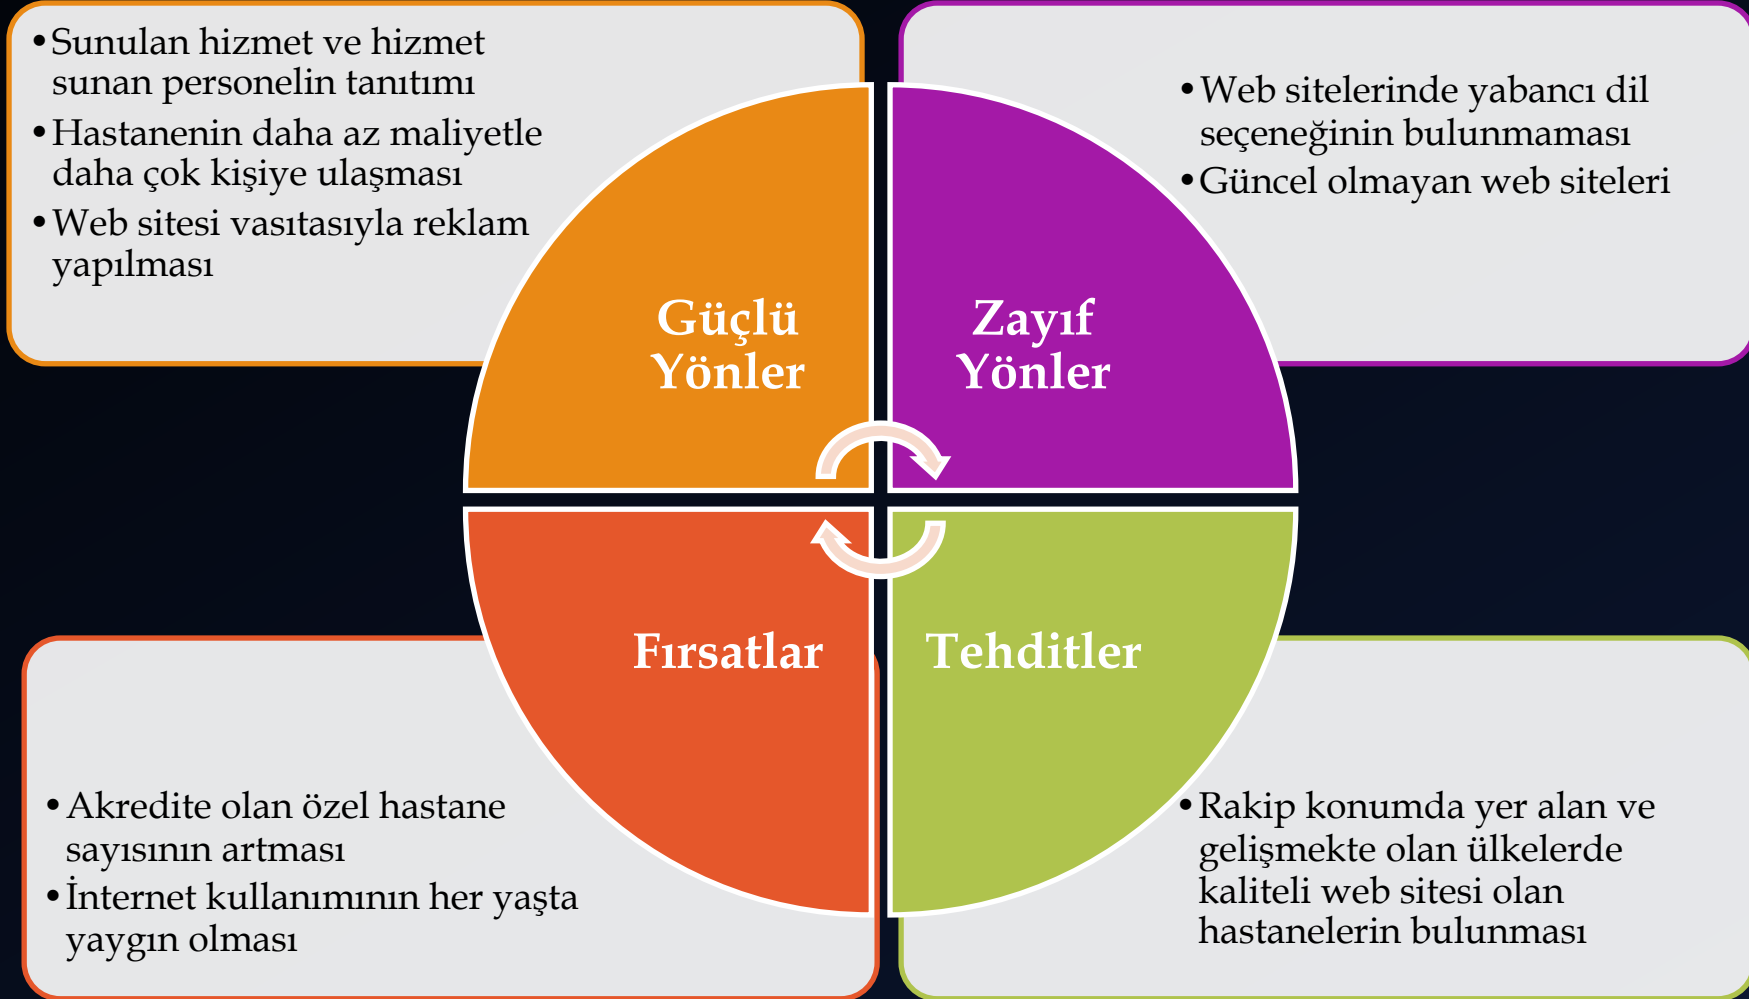 •Sunulan hizmet ve hizmet
sunan personelin tanıtımı
•Hastanenin daha az maliyetle
daha çok kişiye ulaşması
•Web sitesi vasıtasıyla reklam
yapılması
•Web sitelerinde yabancı dil
seçeneğinin bulunmaması
•Güncel olmayan web siteleri
Güçlü
Yönler
Zayıf
Yönler
Fırsatlar
Tehditler
•Akredite olan özel hastane
sayısının artması
•İnternet kullanımının her yaşta
yaygın olması
•Rakip konumda yer alan ve
gelişmekte olan ülkelerde
kaliteli web sitesi olan
hastanelerin bulunması